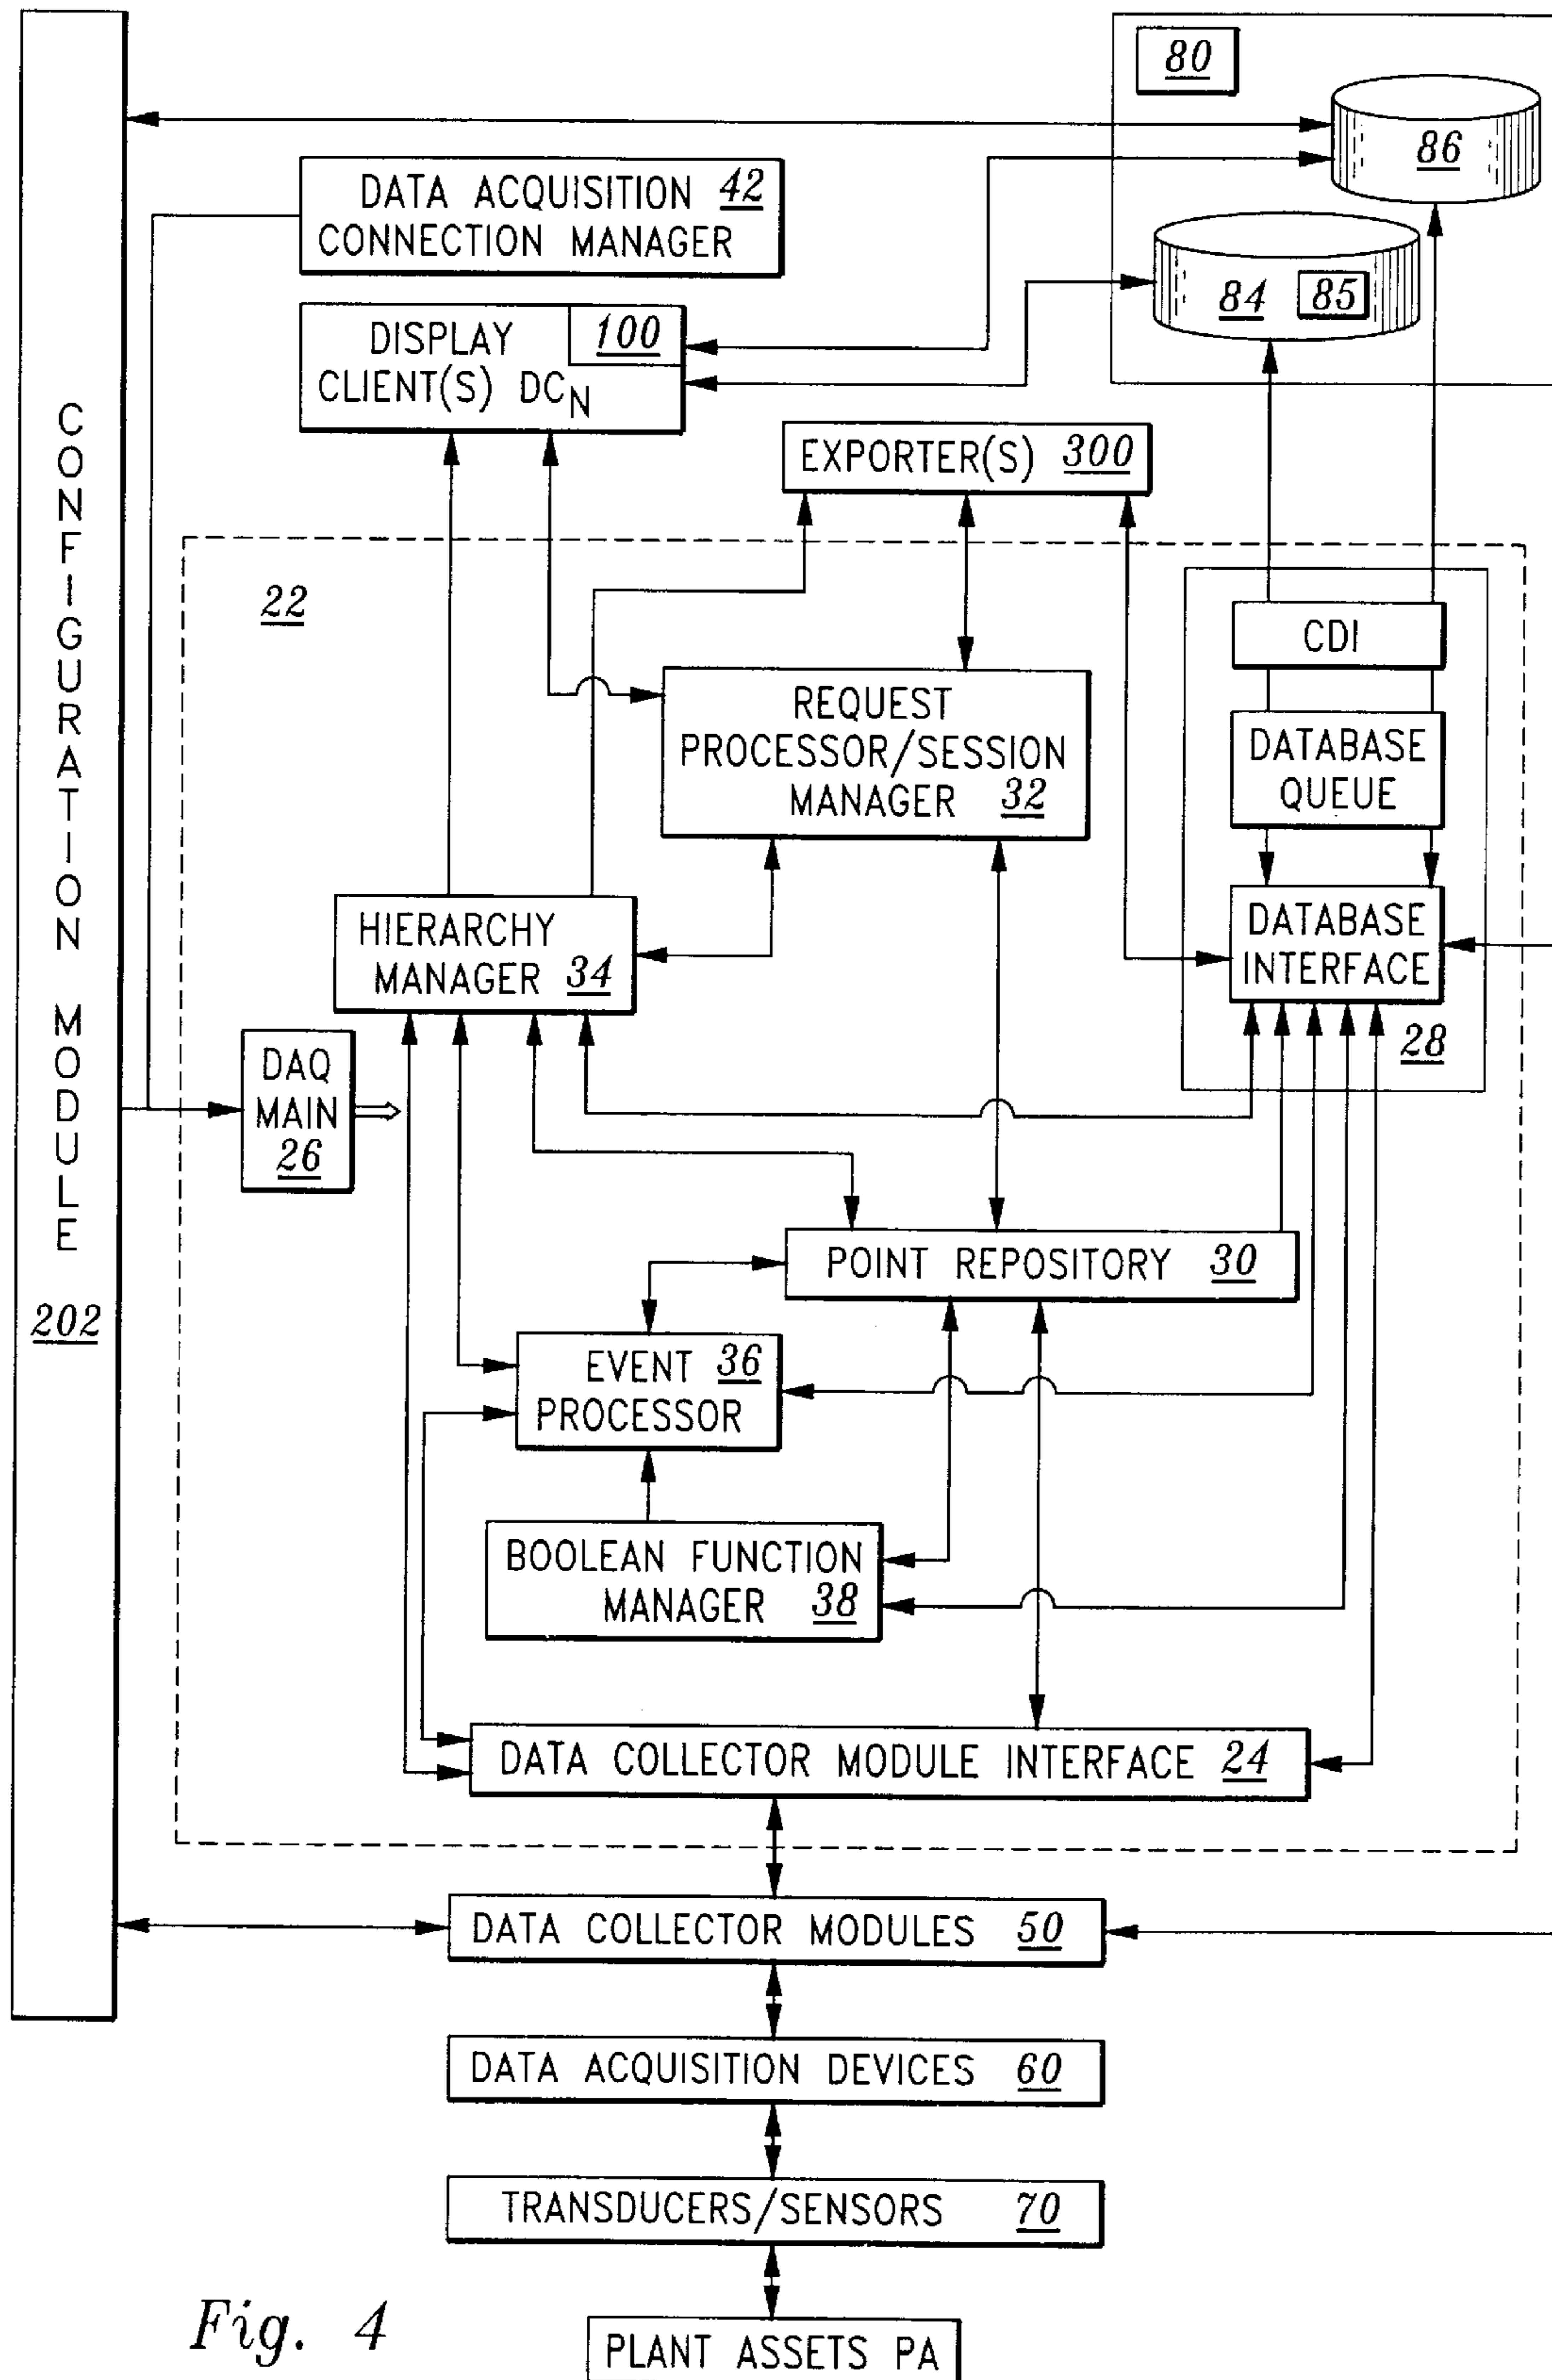 80
86
DATA ACQUISITION 42
CONNECTION MANAGER
84 85
DISPLAY 100
CLIENT(S) DCN
EXPORTER(S) 300
CONFIGURATION MODULE
202
22
CDI
REQUEST
PROCESSOR/SESSION
MANAGER 32
DATABASE
QUEUE
HIERARCHY
MANAGER 34
DATABASE
INTERFACE
28
DAQ
MAIN
26
POINT REPOSITORY 30
EVENT 36
PROCESSOR
BOOLEAN FUNCTION
MANAGER 38
DATA COLLECTOR MODULE INTERFACE 24
DATA COLLECTOR MODULES 50
DATA ACQUISITION DEVICES 60
TRANSDUCERS/SENSORS 70
PLANT ASSETS PA
Fig. 4